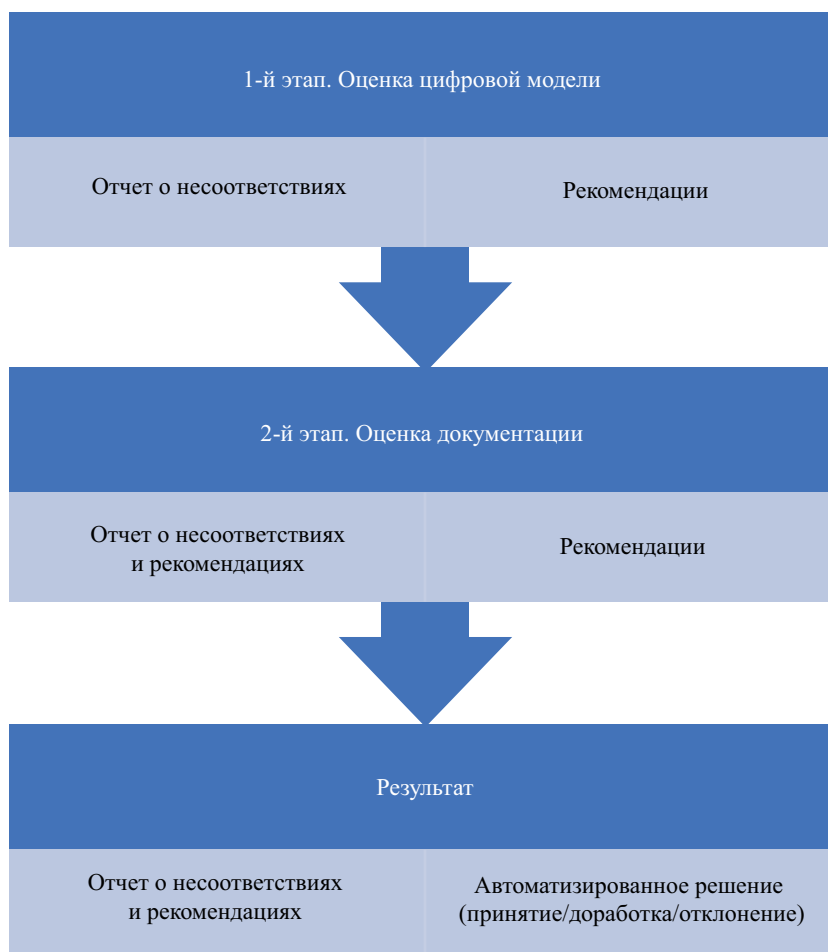 1-й этап. Оценка цифровой модели
Отчет о несоответствиях
Рекомендации
2-й этап. Оценка документации
Отчет о несоответствиях
и рекомендациях
Рекомендации
Результат
Отчет о несоответствиях
и рекомендациях
Автоматизированное решение
(принятие/доработка/отклонение)